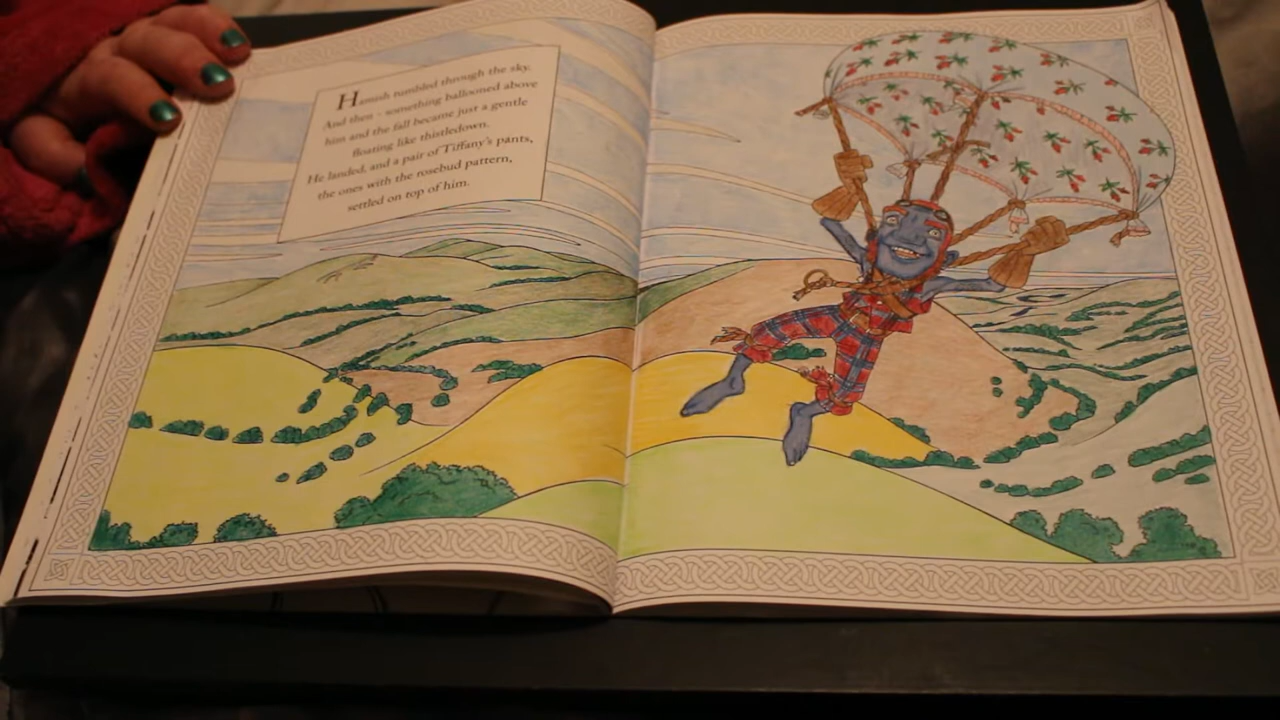 Hamish tumbled through the sky.
And then - something ballooned above
him and the fall became just a gentle
floating like thistledown.
He landed, and a pair of Tiffany's pants,
the ones with the rosebud pattern,
settled on top of him.